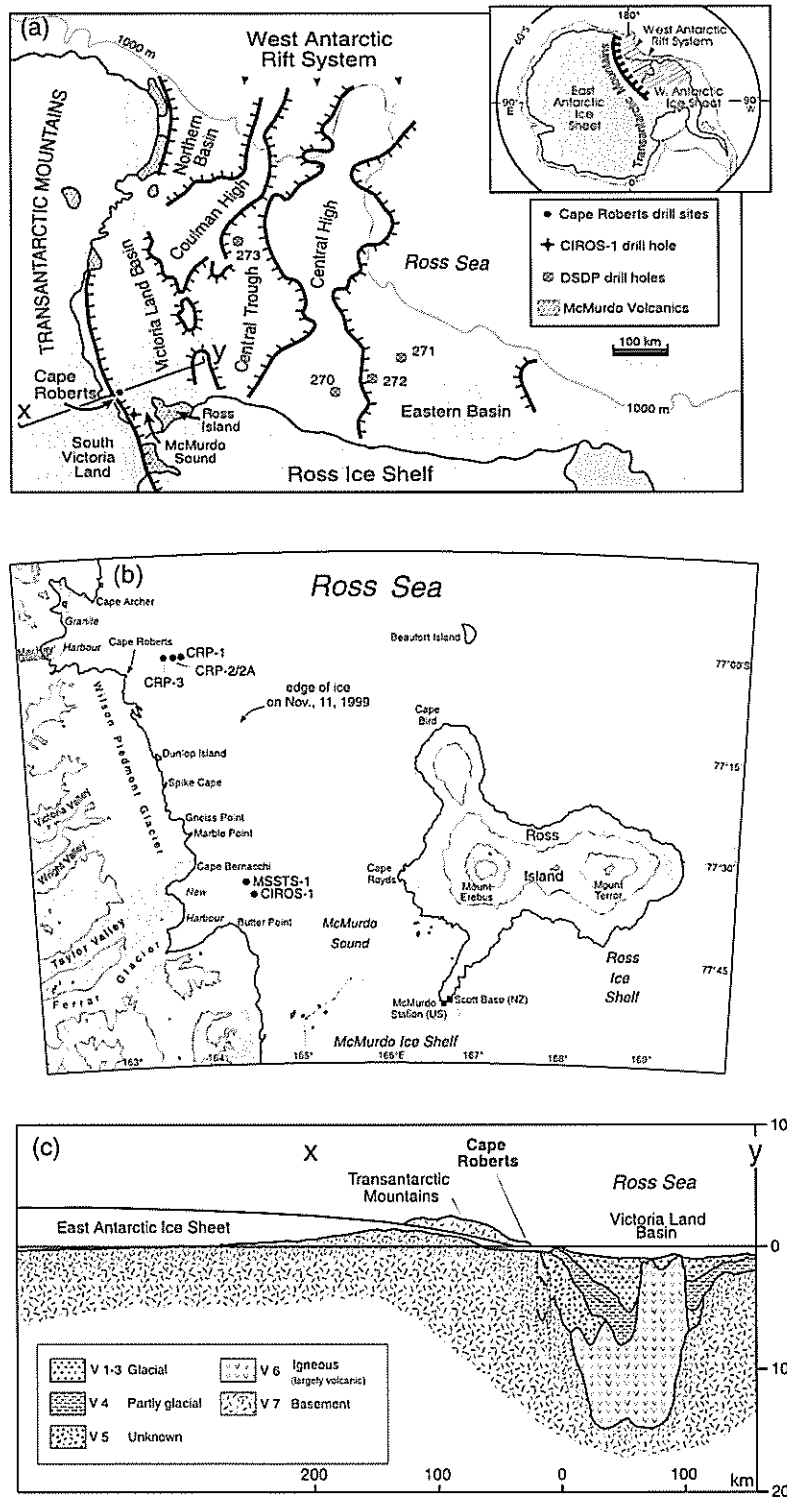 (a)
1000 m
West Antarctic
Rift System
TRANSANTARCTIC MOUNTAINS
Northern
Basin
Coulman High
Victoria Land Basin
Central Trough
Central High
273
Ross Sea
270
271
272
Eastern Basin
1000 m
Cape
Roberts
x
y
South
Victoria
Land
McMurdo
Sound
Ross
Island
Ross Ice Shelf
180°
60°S
West Antarctic
Rift System
East
Antarctic
Ice
Sheet
W. Antarctic
Ice Sheet
Transantarctic Mountains
90°
E
90°
W
0
Cape Roberts drill sites
CIROS-1 drill hole
DSDP drill holes
McMurdo Volcanics
100 km
(b)
Ross Sea
Cape Archer
Granite
Harbour
Cape Roberts
CRP-1
CRP-2/2A
CRP-3
Beaufort Island
77°00'S
edge of ice
on Nov., 11, 1999
Cape
Bird
Wilson Piedmont Glacier
Dunlop Island
77°15'
Spike Cape
Victoria Valley
Gneiss Point
Marble Point
Wright Valley
Ross
Island
77°30'
Cape Bernacchi
Cape
Royds
Mount
Erebus
Mount
Terror
MSSTS-1
CIROS-1
New
Harbour
Butter Point
McMurdo
Sound
Taylor Valley
Ferrar Glacier
Ross
Ice
Shelf
77°45
McMurdo
Station (US)
Scott Base (NZ)
McMurdo Ice Shelf
163°
164
165°
166°E
167°
168°
169°
(c)
x
Cape
Roberts
Ross Sea
y
10
Transantarctic
Mountains
East Antarctic Ice Sheet
Victoria Land
Basin
0
V 1-3 Glacial
V 4 Partly glacial
V 5 Unknown
V 6 Igneous
(largely volcanic)
V 7 Basement
10
200
100
0
100
km
20